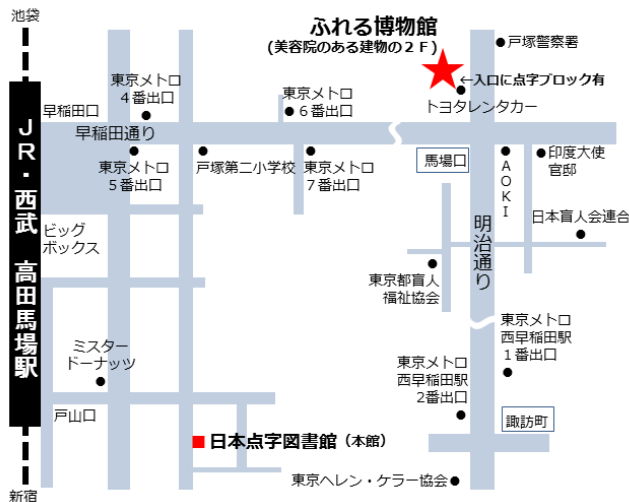 池袋
ふれる博物館
(美容院のある建物の2F)
戸塚警察署
←入口に点字ブロック有
トヨタレンタカー
東京メトロ
4番出口
東京メトロ
6番出口
早稲田口
早稲田通り
東京メトロ
5番出口
戸塚第二小学校
東京メトロ
7番出口
馬場口
AOKI
印度大使
官邸
JR・西武 高田馬場駅
ビッグ
ボックス
明治通り
日本盲人会連合
東京都盲人
福祉協会
東京メトロ
西早稲田駅
1番出口
ミスター
ドーナッツ
東京メトロ
西早稲田駅
2番出口
戸山口
諏訪町
日本点字図書館(本館)
東京ヘレン・ケラー協会
新宿